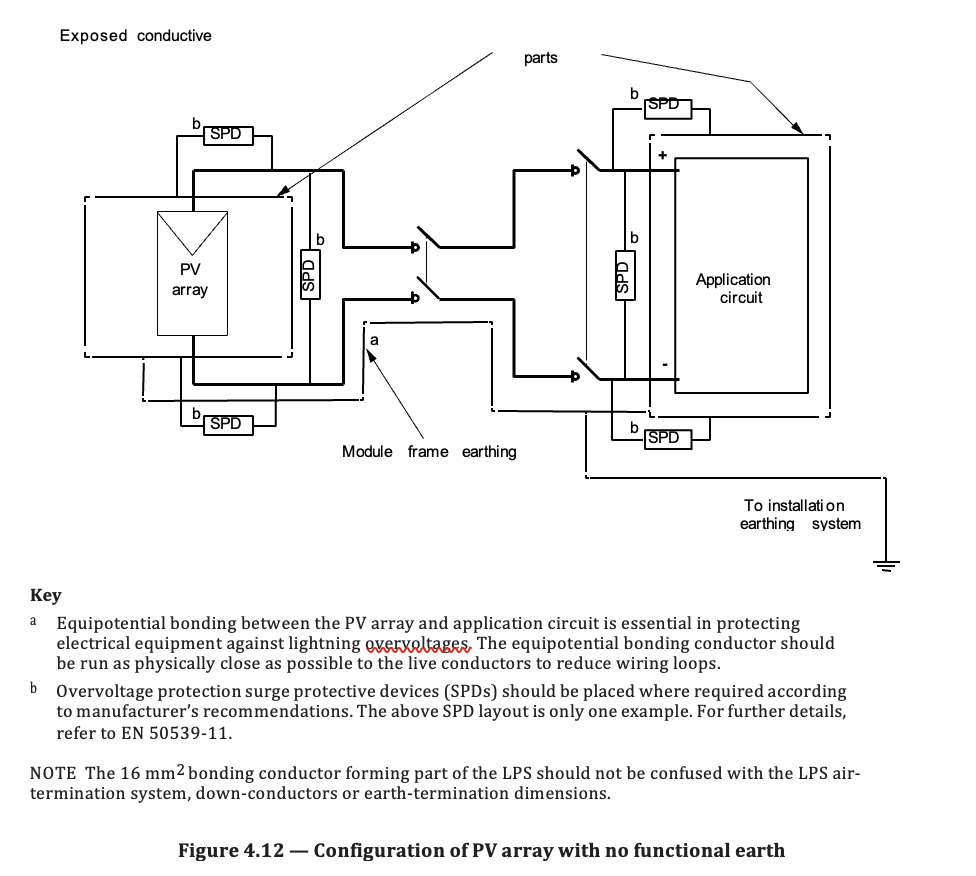 Exposed conductive
parts
b
SPD
b
SPD
+
b
SPD
b
SPD
PV
array
Application
circuit
a
-
b
SPD
b
SPD
Module frame earthing
To installation
earthing system
Key
a Equipotential bonding between the PV array and application circuit is essential in protecting
electrical equipment against lightning overvoltages. The equipotential bonding conductor should
be run as physically close as possible to the live conductors to reduce wiring loops.
b Overvoltage protection surge protective devices (SPDs) should be placed where required according
to manufacturer’s recommendations. The above SPD layout is only one example. For further details,
refer to EN 50539-11.
NOTE The 16 mm2 bonding conductor forming part of the LPS should not be confused with the LPS air-
termination system, down-conductors or earth-termination dimensions.
Figure 4.12 — Configuration of PV array with no functional earth